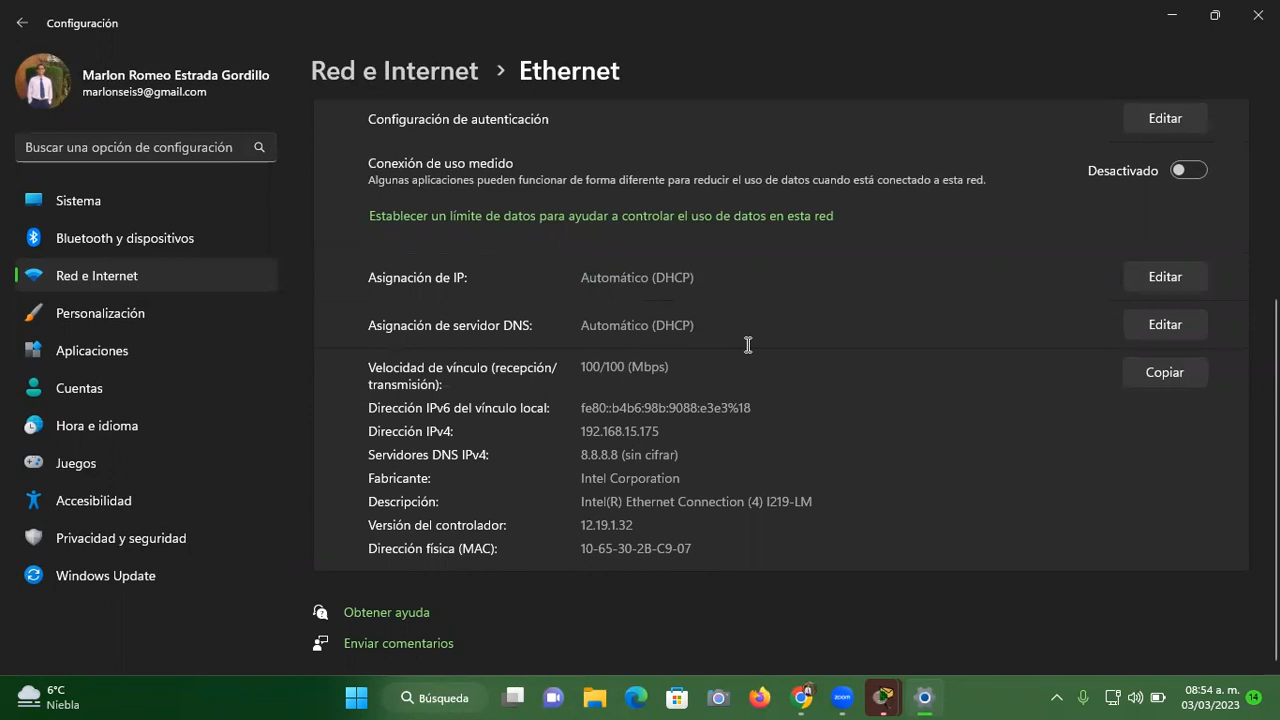 Configuración
Marlon Romeo Estrada Gordillo
marlonseis9@gmail.com
Buscar una opción de configuración
Sistema
Bluetooth y dispositivos
Red e Internet
Personalización
Aplicaciones
Cuentas
Hora e idioma
Juegos
Accesibilidad
Privacidad y seguridad
Windows Update
Red e Internet > Ethernet
Configuración de autenticación Editar
Conexión de uso medido
Algunas aplicaciones pueden funcionar de forma diferente para reducir el uso de datos cuando está conectado a esta red.
Desactivado
Establecer un límite de datos para ayudar a controlar el uso de datos en esta red
Asignación de IP: Automático (DHCP) Editar
Asignación de servidor DNS: Automático (DHCP) Editar
Velocidad de vínculo (recepción/ 100/100 (Mbps) Copiar
transmisión):
Dirección IPv6 del vínculo local: fe80::b4b6:98b:9088:e3e3%18
Dirección IPv4: 192.168.15.175
Servidores DNS IPv4: 8.8.8.8 (sin cifrar)
Fabricante: Intel Corporation
Descripción: Intel(R) Ethernet Connection (4) I219-LM
Versión del controlador: 12.19.1.32
Dirección física (MAC): 10-65-30-2B-C9-07
Obtener ayuda
Enviar comentarios
6°C
Niebla
Búsqueda
zoom
08:54 a. m.
03/03/2023
14